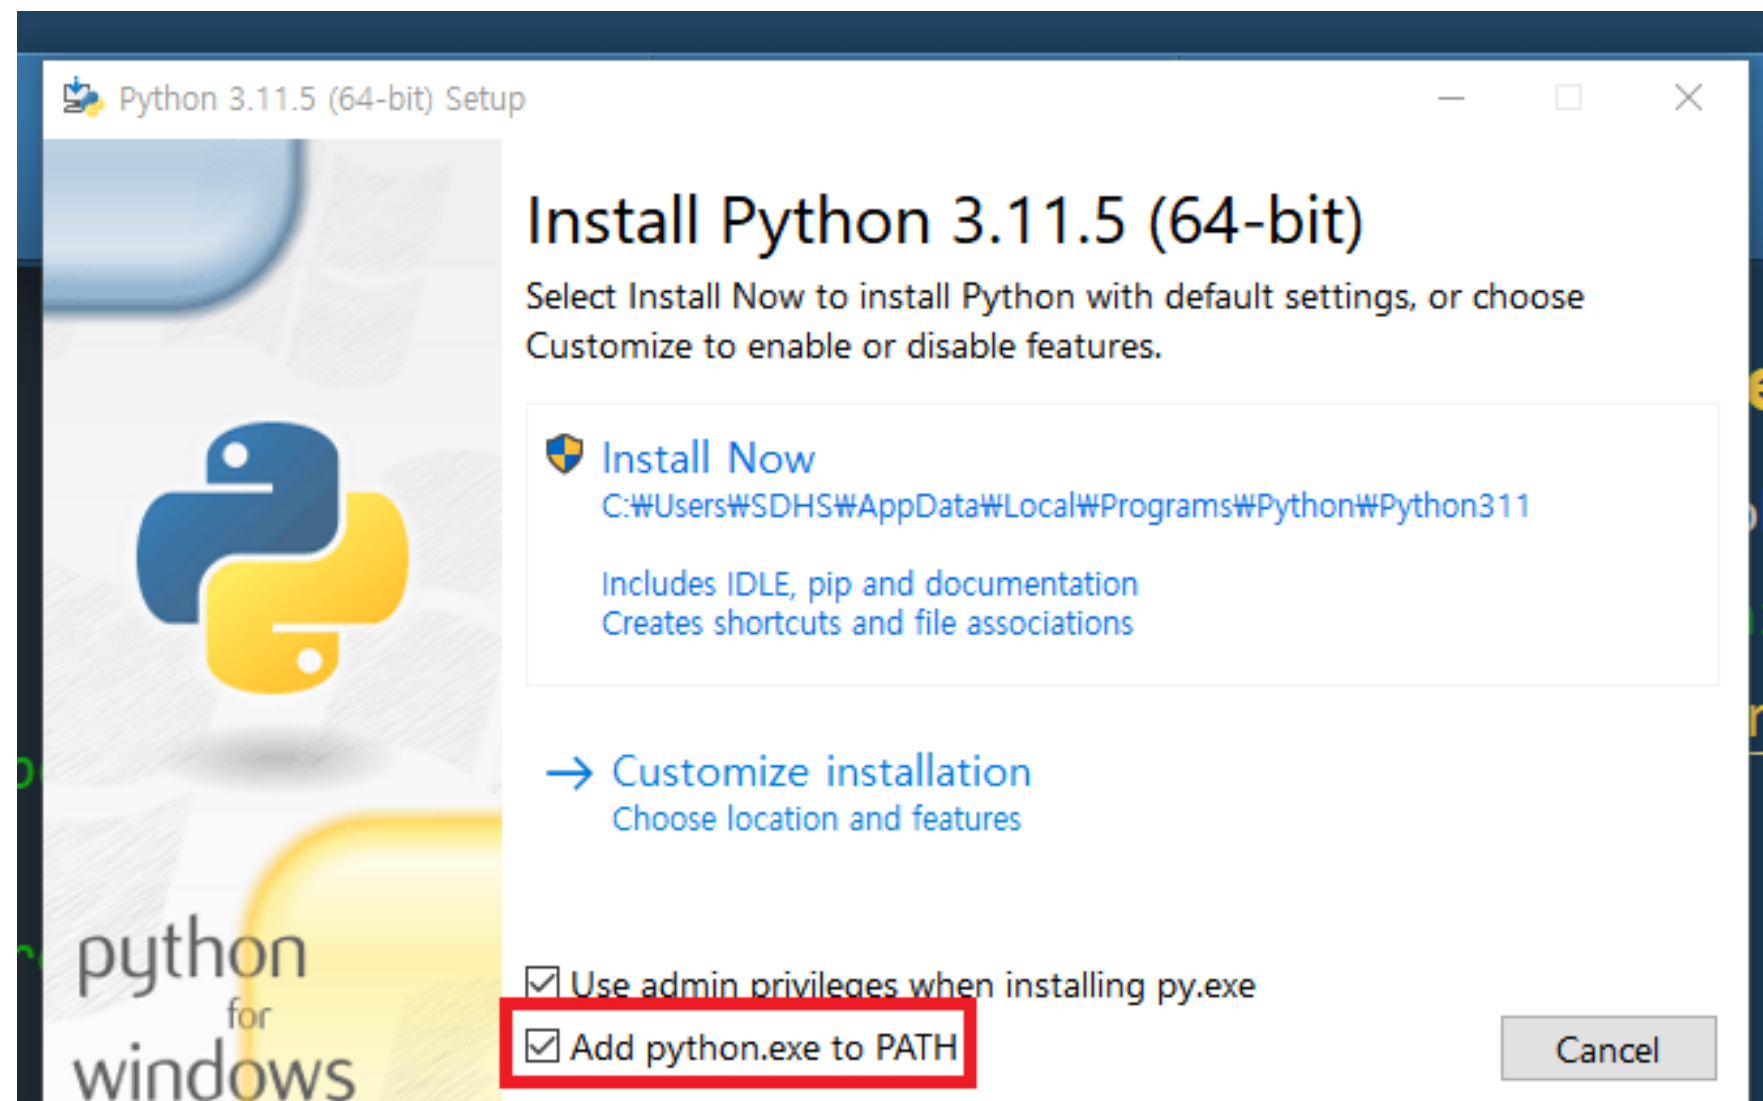 Python 3.11.5 (64-bit) Setup
Install Python 3.11.5 (64-bit)
Select Install Now to install Python with default settings, or choose
Customize to enable or disable features.
Install Now
C:₩Users₩SDHS₩AppData₩Local₩Programs₩Python₩Python311
Includes IDLE, pip and documentation
Creates shortcuts and file associations
Customize installation
Choose location and features
python
for
windows
Use admin privileges when installing py.exe
Add python.exe to PATH
Cancel